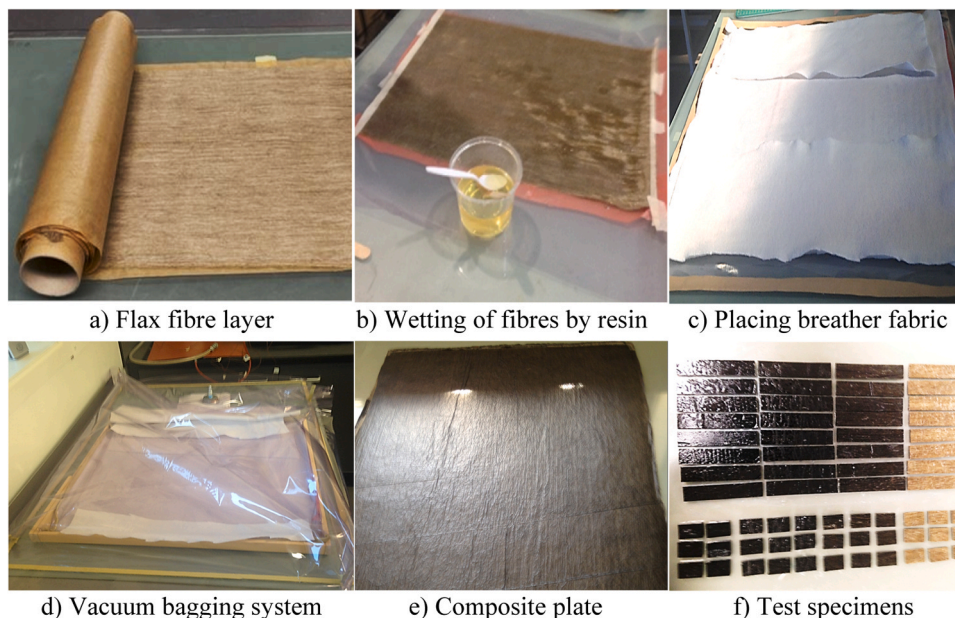 a) Flax fibre layer
b) Wetting of fibres by resin
c) Placing breather fabric
d) Vacuum bagging system
e) Composite plate
f) Test specimens